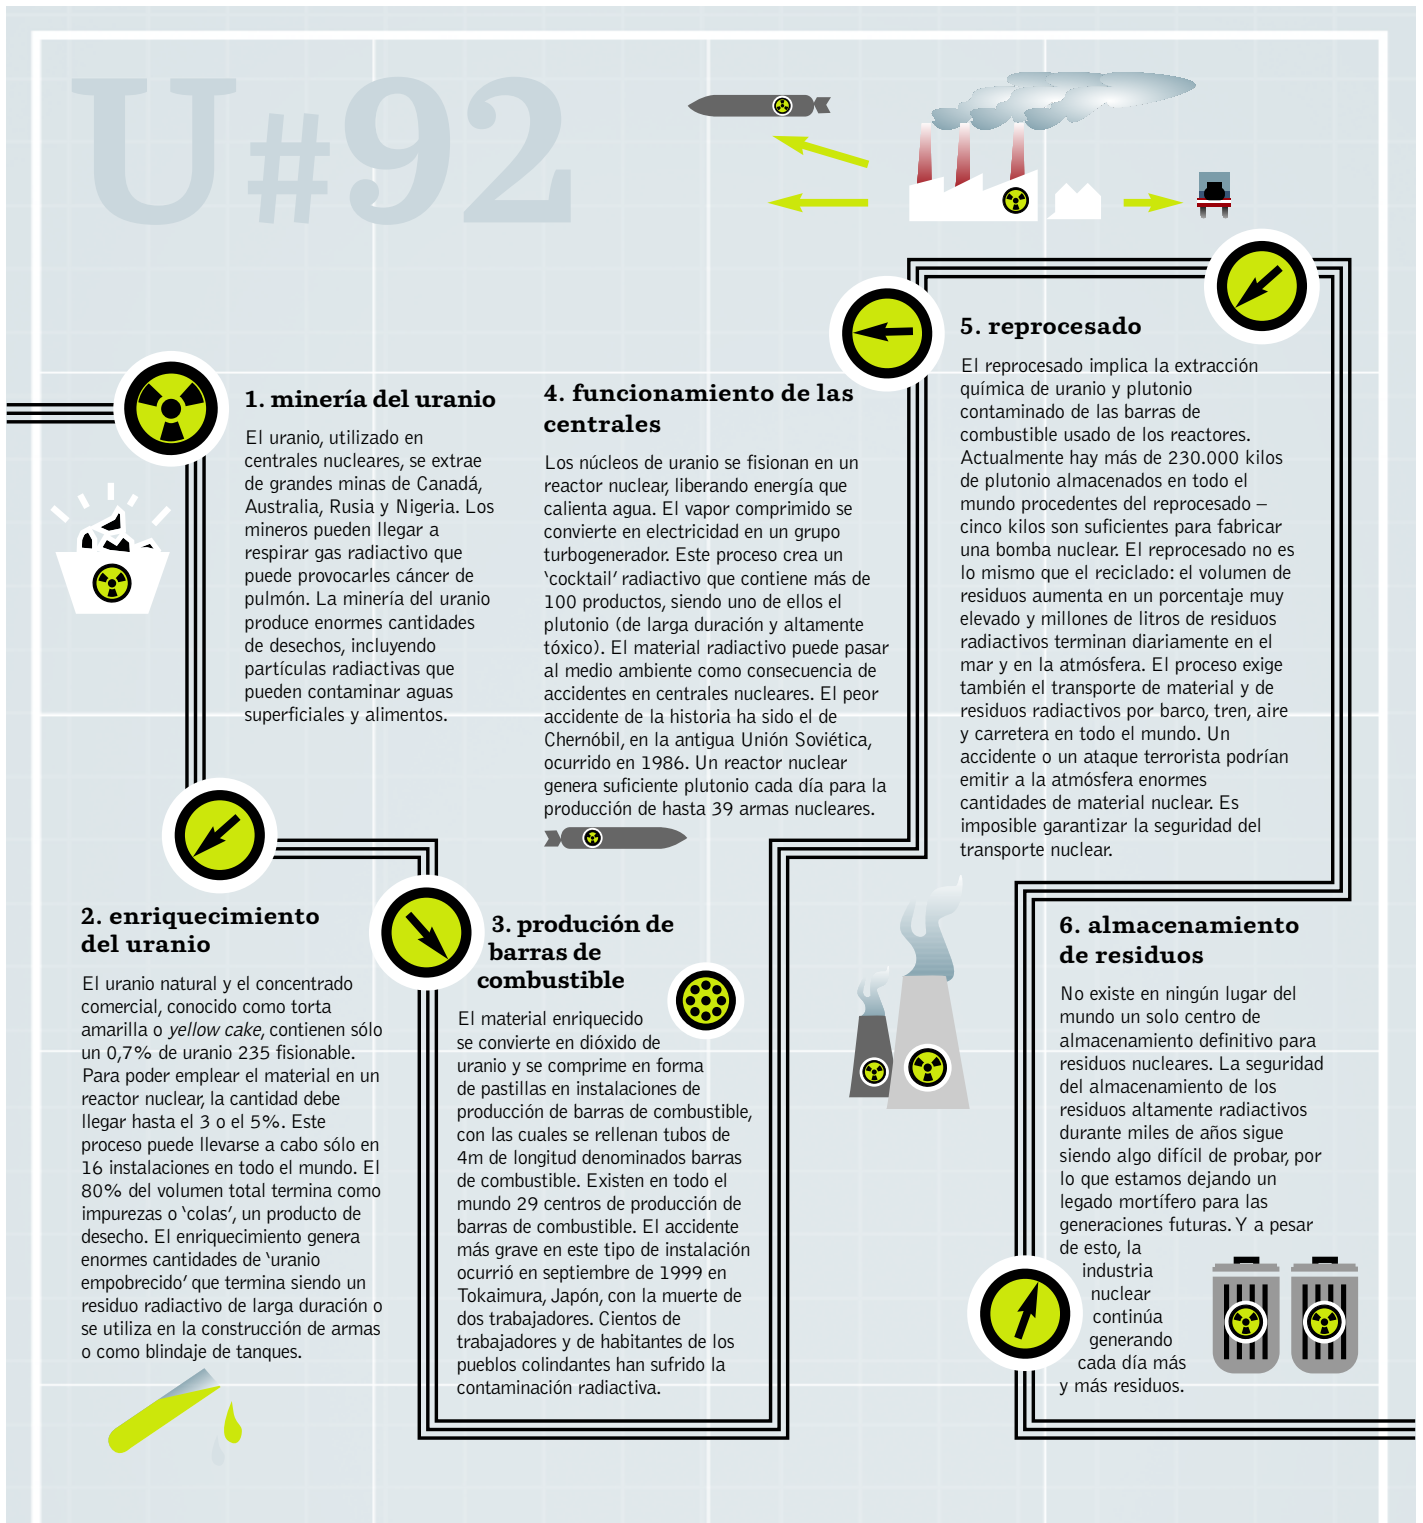 U#92
1. minería del uranio
El uranio, utilizado en
centrales nucleares, se extrae
de grandes minas de Canadá,
Australia, Rusia y Nigeria. Los
mineros pueden llegar a
respirar gas radiactivo que
puede provocarles cáncer de
pulmón. La minería del uranio
produce enormes cantidades
de desechos, incluyendo
partículas radiactivas que
pueden contaminar aguas
superficiales y alimentos.
2. enriquecimiento
del uranio
El uranio natural y el concentrado
comercial, conocido como torta
amarilla o yellow cake, contienen sólo
un 0,7% de uranio 235 fisionable.
Para poder emplear el material en un
reactor nuclear, la cantidad debe
llegar hasta el 3 o el 5%. Este
proceso puede llevarse a cabo sólo en
16 instalaciones en todo el mundo. El
80% del volumen total termina como
impurezas o ‘colas’, un producto de
desecho. El enriquecimiento genera
enormes cantidades de ‘uranio
empobrecido’ que termina siendo un
residuo radiactivo de larga duración o
se utiliza en la construcción de armas
o como blindaje de tanques.
3. produción de
barras de
combustible
El material enriquecido
se convierte en dióxido de
uranio y se comprime en forma
de pastillas en instalaciones de
producción de barras de combustible,
con las cuales se rellenan tubos de
4m de longitud denominados barras
de combustible. Existen en todo el
mundo 29 centros de producción de
barras de combustible. El accidente
más grave en este tipo de instalación
ocurrió en septiembre de 1999 en
Tokaimura, Japón, con la muerte de
dos trabajadores. Cientos de
trabajadores y de habitantes de los
pueblos colindantes han sufrido la
contaminación radiactiva.
4. funcionamiento de las
centrales
Los núcleos de uranio se fisionan en un
reactor nuclear, liberando energía que
calienta agua. El vapor comprimido se
convierte en electricidad en un grupo
turbogenerador. Este proceso crea un
‘cocktail’ radiactivo que contiene más de
100 productos, siendo uno de ellos el
plutonio (de larga duración y altamente
tóxico). El material radiactivo puede pasar
al medio ambiente como consecuencia de
accidentes en centrales nucleares. El peor
accidente de la historia ha sido el de
Chernóbil, en la antigua Unión Soviética,
ocurrido en 1986. Un reactor nuclear
genera suficiente plutonio cada día para la
producción de hasta 39 armas nucleares.
5. reprocesado
El reprocesado implica la extracción
química de uranio y plutonio
contaminado de las barras de
combustible usado de los reactores.
Actualmente hay más de 230.000 kilos
de plutonio almacenados en todo el
mundo procedentes del reprocesado –
cinco kilos son suficientes para fabricar
una bomba nuclear. El reprocesado no es
lo mismo que el reciclado: el volumen de
residuos aumenta en un porcentaje muy
elevado y millones de litros de residuos
radiactivos terminan diariamente en el
mar y en la atmósfera. El proceso exige
también el transporte de material y de
residuos radiactivos por barco, tren, aire
y carretera en todo el mundo. Un
accidente o un ataque terrorista podrían
emitir a la atmósfera enormes
cantidades de material nuclear. Es
imposible garantizar la seguridad del
transporte nuclear.
6. almacenamiento
de residuos
No existe en ningún lugar del
mundo un solo centro de
almacenamiento definitivo para
residuos nucleares. La seguridad
del almacenamiento de los
residuos altamente radiactivos
durante miles de años sigue
siendo algo difícil de probar, por
lo que estamos dejando un
legado mortífero para las
generaciones futuras. Y a pesar
de esto, la
industria
nuclear
continúa
generando
cada día más
y más residuos.